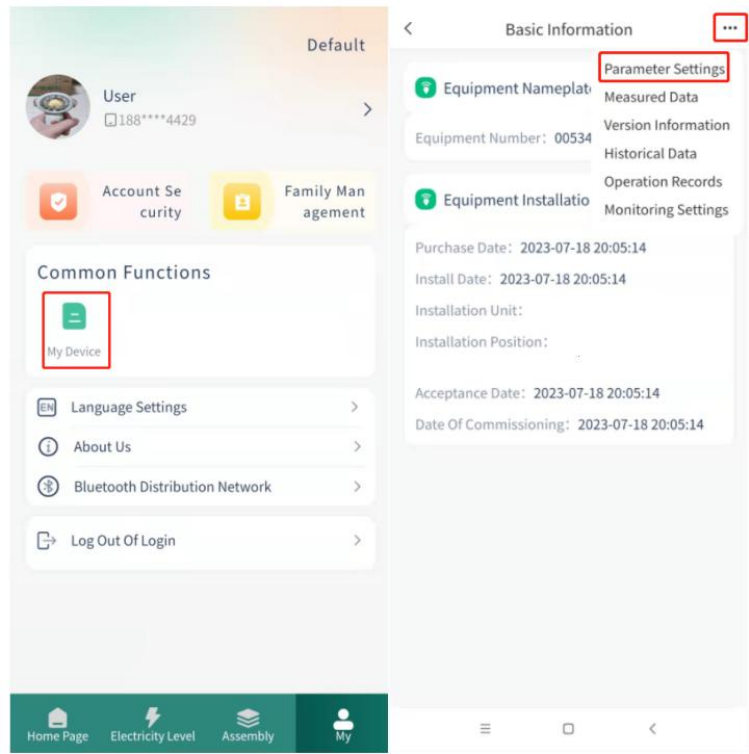 Default
User
188****4429
Account Se
curity
Family Man
agement
Common Functions
My Device
EN
Language Settings
About Us
Bluetooth Distribution Network
Log Out Of Login
Home Page
Electricity Level
Assembly
My
Basic Information
Parameter Settings
Measured Data
Version Information
Historical Data
Operation Records
Monitoring Settings
Equipment Nameplat
Equipment Number: 00534
Equipment Installatio
Purchase Date: 2023-07-18 20:05:14
Install Date: 2023-07-18 20:05:14
Installation Unit:
Installation Position:
Acceptance Date: 2023-07-18 20:05:14
Date Of Commissioning: 2023-07-18 20:05:14